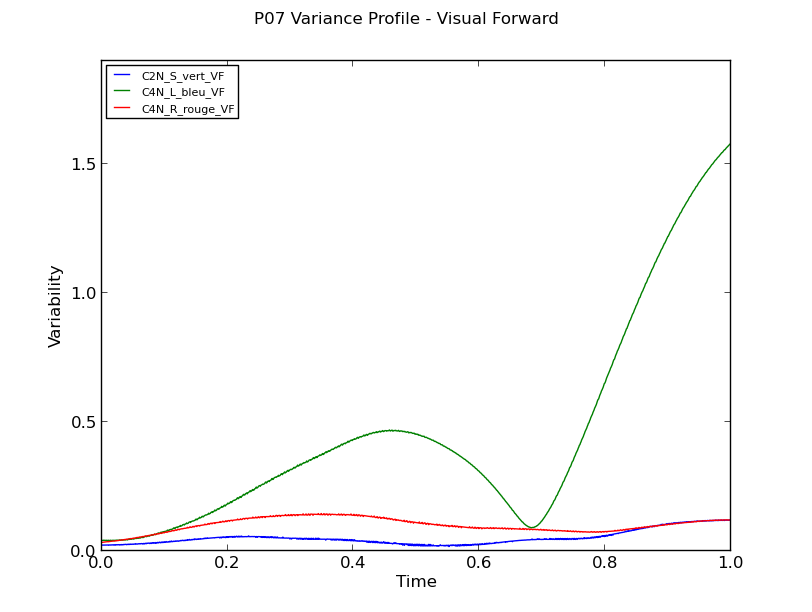 P07 Variance Profile - Visual Forward
C2N_S_vert_VF
C4N_L_bleu_VF
C4N_R_rouge_VF
Variability
1.5
1.0
0.5
0.0
0.0 0.2 0.4 0.6 0.8 1.0
Time